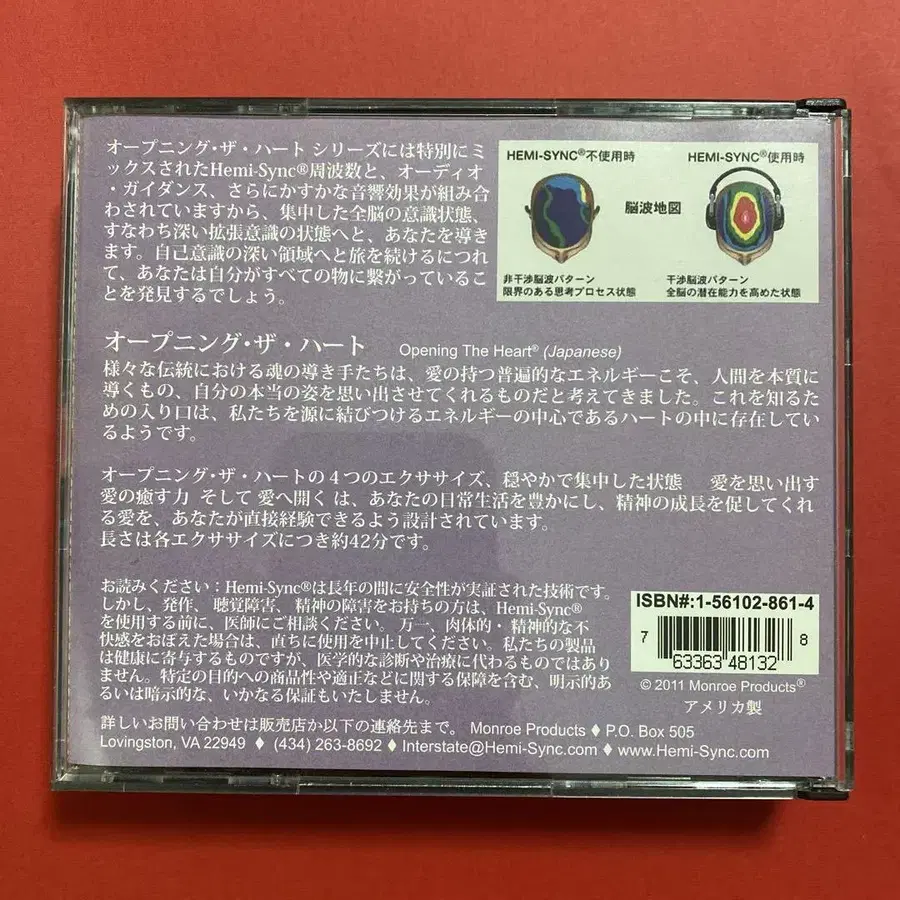 オープニング・ザ・ハート シリーズには特別にミ
ックスされたHemi-Sync®周波数と、オーディオ
・ガイダンス、さらにかすかな音響効果が組み合
わされていますから、集中した全脳の意識状態、
すなわち深い拡張意識の状態へと、あなたを導き
ます。自己意識の深い領域へと旅を続けるにつれ
て、あなたは自分がすべての物に繋がっているこ
とを発見するでしょう。
HEMI-SYNC®不使用時
HEMI-SYNC®使用時
脳波地図
非干渉脳波パターン
限界のある思考プロセス状態
干渉脳波パターン
全脳の潜在能力を高めた状態
オープニング・ザ・ハート Opening The Heart® (Japanese)
様々な伝統における魂の導き手たちは、愛の持つ普遍的なエネルギーこそ、人間を本質に
導くもの、自分の本当の姿を思い出させてくれるものだと考えてきました。これを知るた
めの入り口は、私たちを源に結びつけるエネルギーの中心であるハートの中に存在してい
るようです。
オープニング・ザ・ハートの4つのエクササイズ、穏やかで集中した状態 愛を思い出す
愛の癒す力 そして 愛へ開く は、あなたの日常生活を豊かにし、精神の成長を促してくれ
る愛を、あなたが直接経験できるよう設計されています。
長さは各エクササイズにつき約42分です。
お読みください；Hemi-Sync®は長年の間に安全性が実証された技術です。
しかし、発作、聴覚障害、精神の障害をお持ちの方は、Hemi-Sync®
を使用する前に、医師にご相談ください。万一、肉体的・精神的な不
快感をおぼえた場合は、直ちに使用を中止してください。私たちの製品
は健康に寄与するものですが、医学的な診断や治療に代わるものではあり
ません。特定の目的への商品性や適正などに関する保障を含む、明示的あ
るいは暗示的な、いかなる保証もいたしません。
ISBN#:1-56102-861-4
7 63363 48132 8
© 2011 Monroe Products®
アメリカ製
詳しいお問い合わせは販売店か以下の連絡先まで。 Monroe Products ♦ P.O. Box 505
Lovingston, VA 22949 ♦ (434) 263-8692 ♦ Interstate@Hemi-Sync.com ♦ www.Hemi-Sync.com